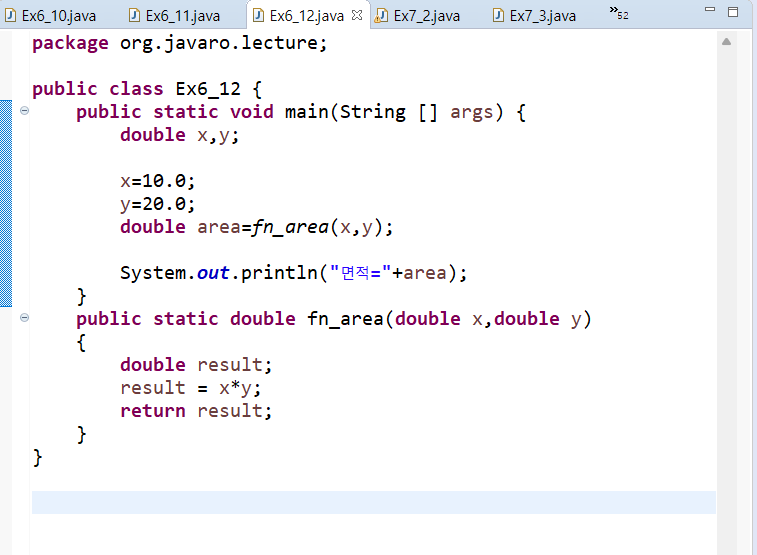 Ex6_10.java Ex6_11.java Ex6_12.java Ex7_2.java Ex7_3.java »52
package org.javaro.lecture;
public class Ex6_12 {
public static void main(String [] args) {
double x,y;
x=10.0;
y=20.0;
double area=fn_area(x,y);
System.out.println("면적="+area);
}
public static double fn_area(double x,double y)
{
double result;
result = x*y;
return result;
}
}